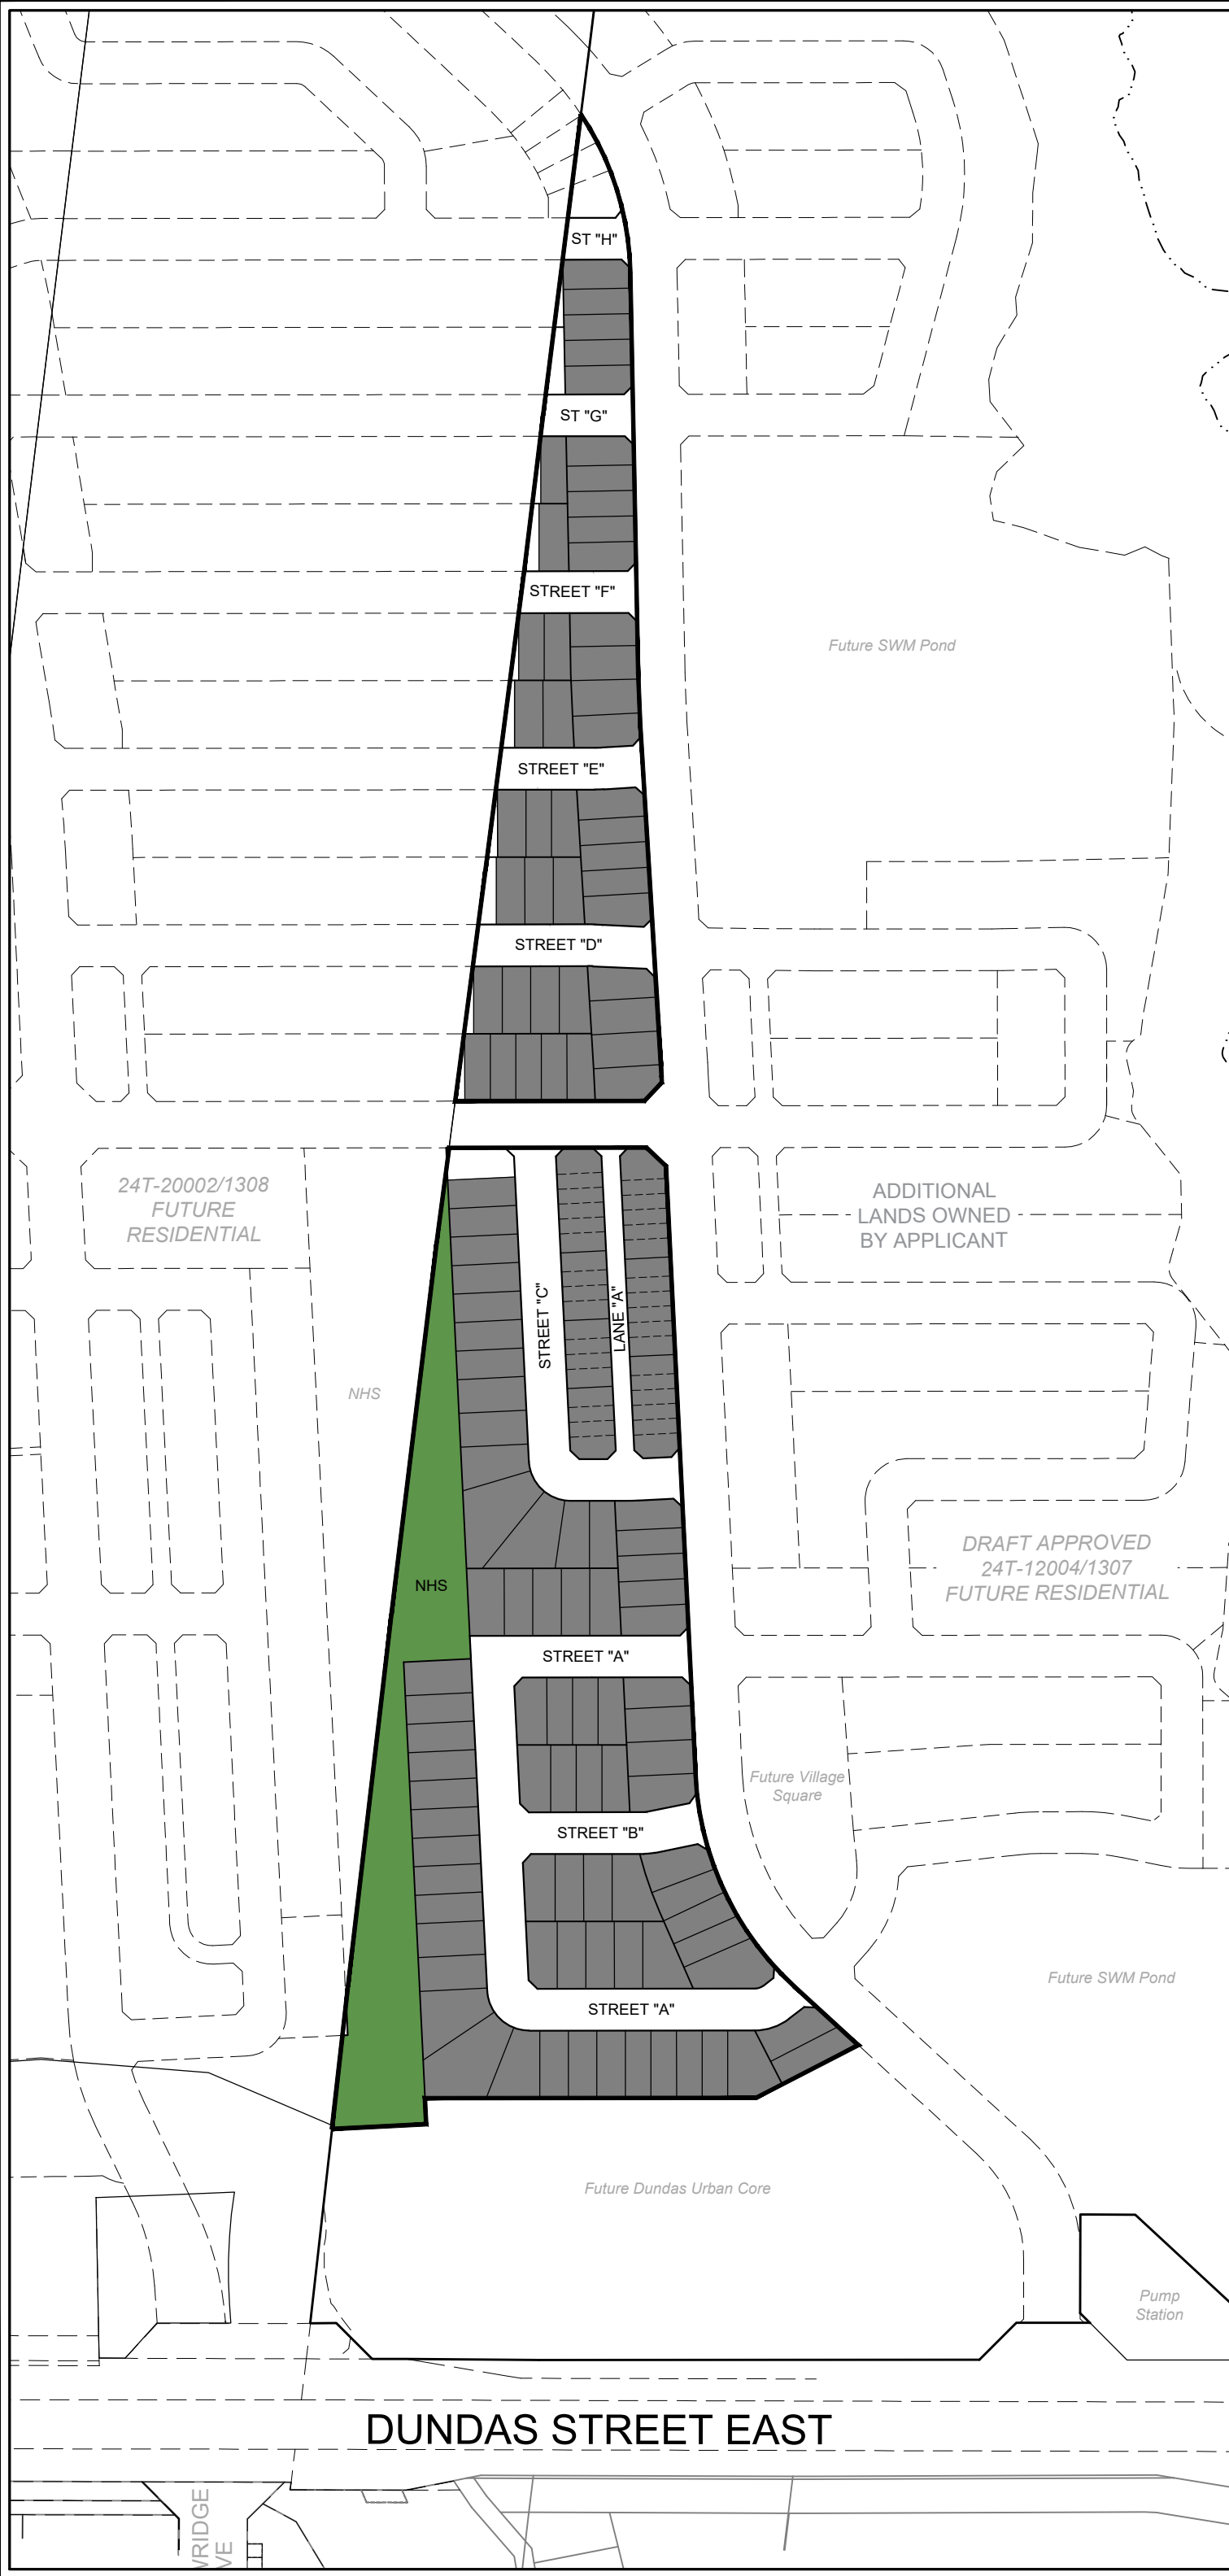 ST "H"
ST "G"
STREET "F"
Future SWM Pond
STREET "E"
STREET "D"
24T-20002/1308
FUTURE
RESIDENTIAL
ADDITIONAL
LANDS OWNED
BY APPLICANT
STREET "C"
LANE "A"
NHS
DRAFT APPROVED
24T-12004/1307
FUTURE RESIDENTIAL
NHS
STREET "A"
Future Village
Square
STREET "B"
Future SWM Pond
STREET "A"
Future Dundas Urban Core
Pump
Station
DUNDAS STREET EAST